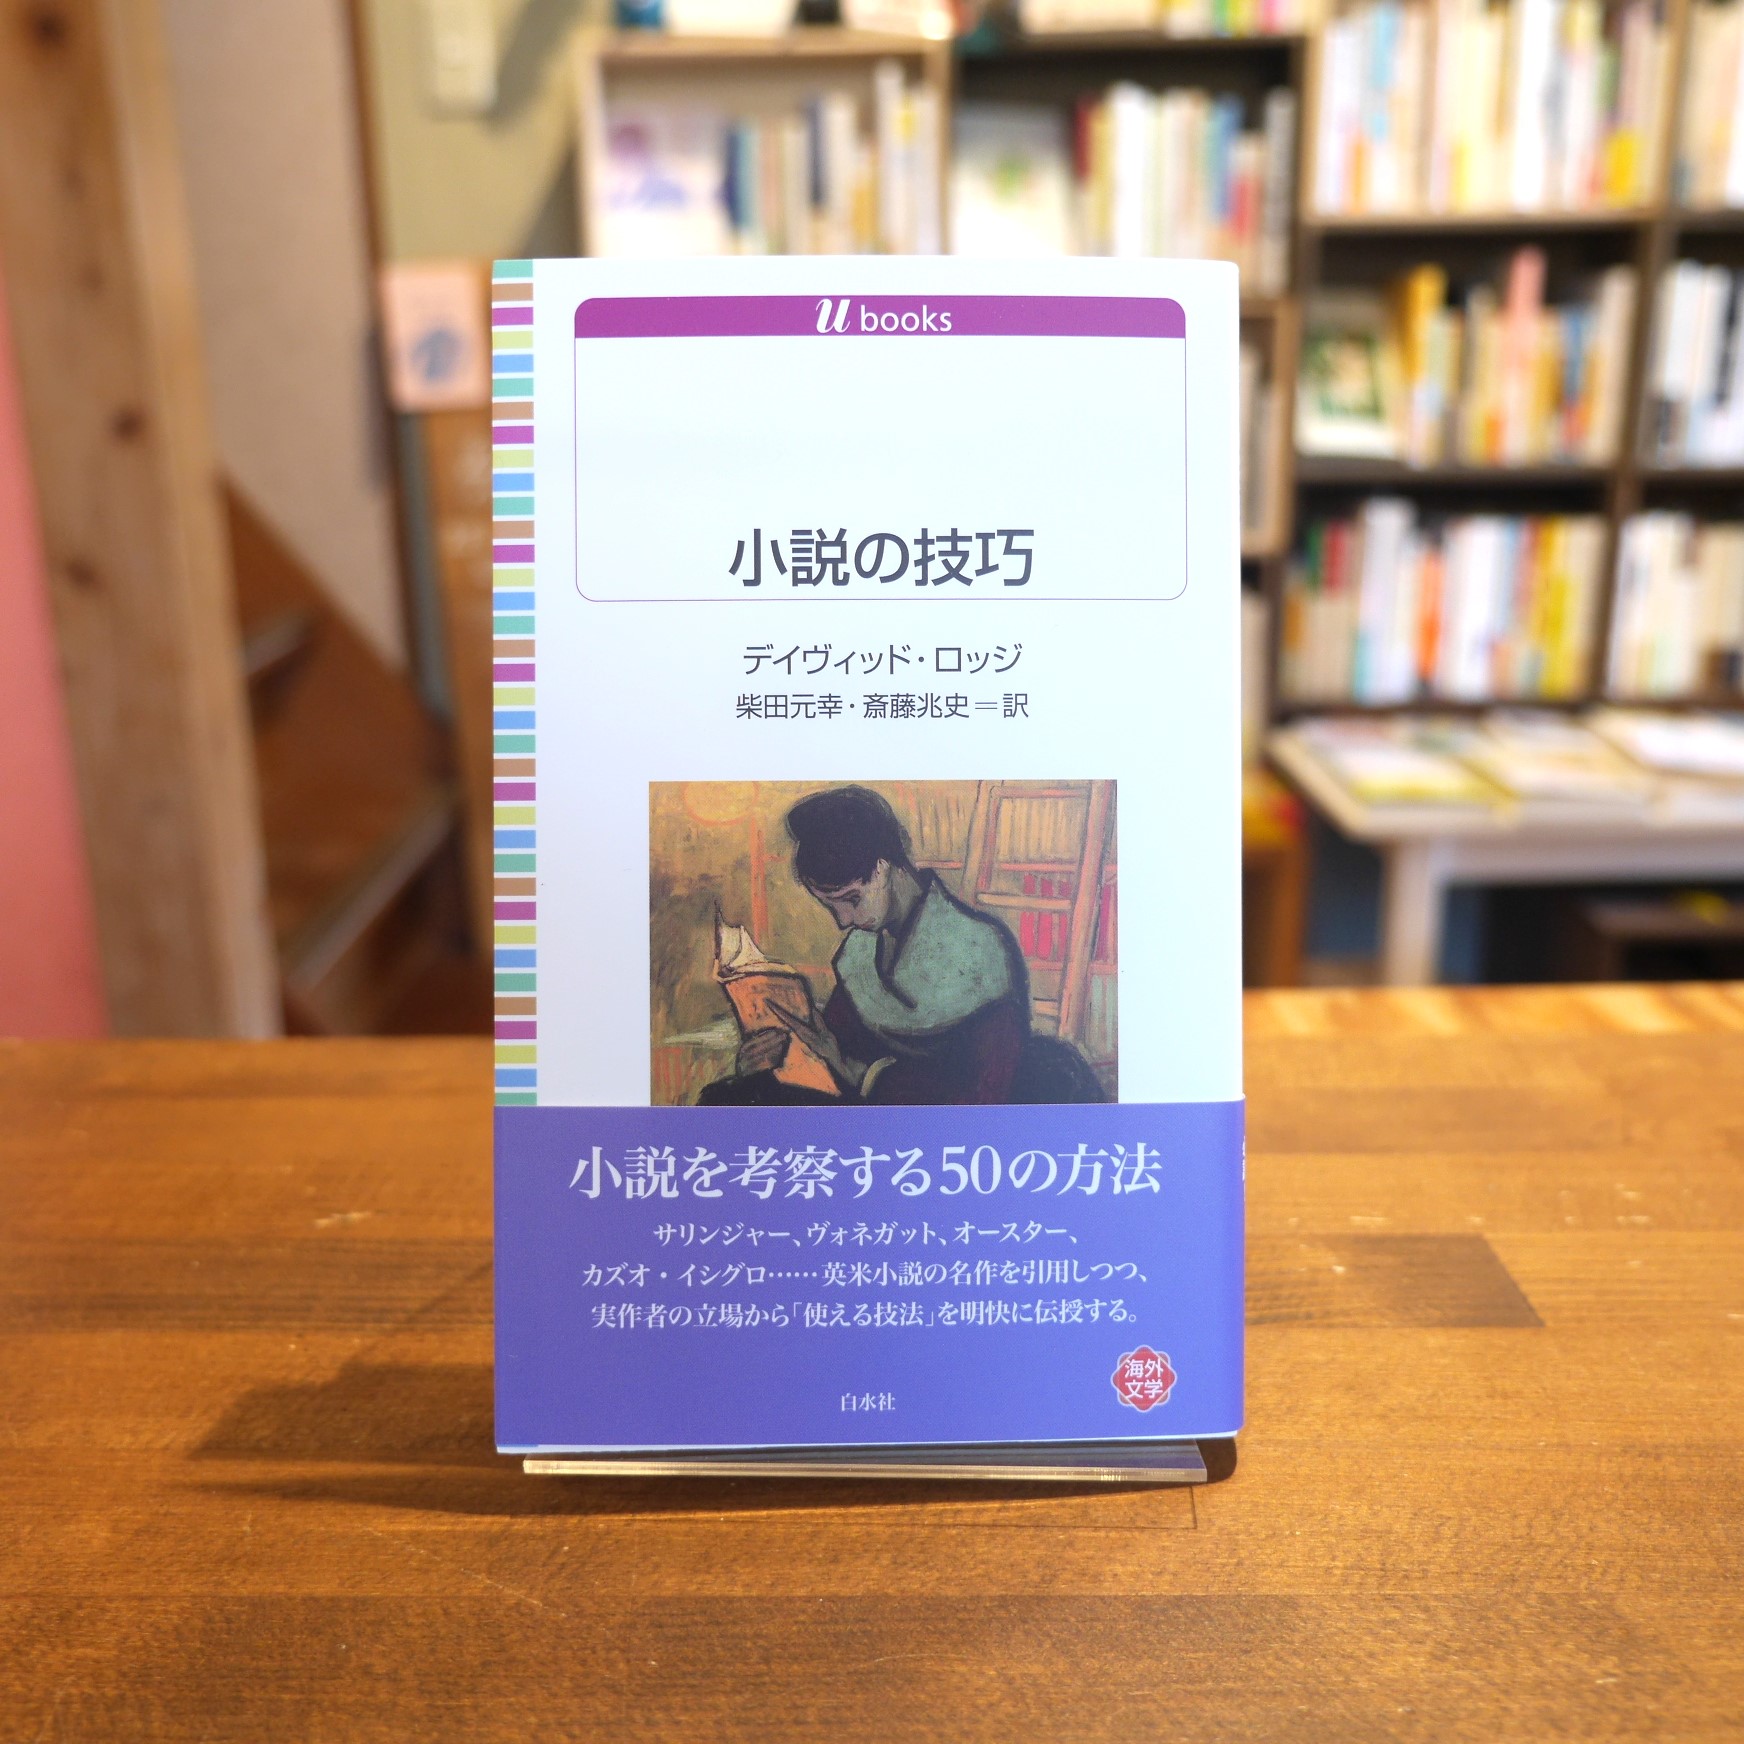 u books
小説の技巧
デイヴィッド・ロッジ
柴田元幸・斎藤兆史＝訳
小説を考察する50の方法
サリンジャー、ヴォネガット、オースター、
カズオ・イシグロ……英米小説の名作を引用しつつ、
実作者の立場から「使える技法」を明快に伝授する。
海外
文学
白水社